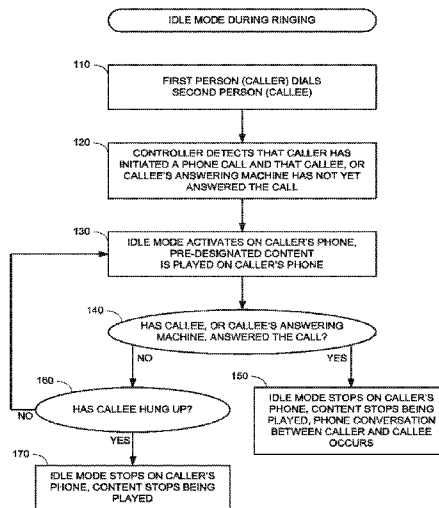 IDLE MODE DURING RINGING
110
FIRST PERSON (CALLER) DIALS
SECOND PERSON (CALLEE)
120
CONTROLLER DETECTS THAT CALLER HAS
INITIATED A PHONE CALL AND THAT CALLEE, OR
CALLEE'S ANSWERING MACHINE HAS NOT YET
ANSWERED THE CALL
130
IDLE MODE ACTIVATES ON CALLER'S PHONE,
PRE-DESIGNATED CONTENT
IS PLAYED ON CALLER'S PHONE
140
HAS CALLEE, OR CALLEE'S ANSWERING
MACHINE, ANSWERED THE CALL?
NO
YES
150
IDLE MODE STOPS ON CALLER'S
PHONE, CONTENT STOPS BEING
PLAYED, PHONE CONVERSATION
BETWEEN CALLER AND CALLEE
OCCURS
160
HAS CALLEE HUNG UP?
NO
YES
170
IDLE MODE STOPS ON CALLER'S
PHONE, CONTENT STOPS BEING
PLAYED